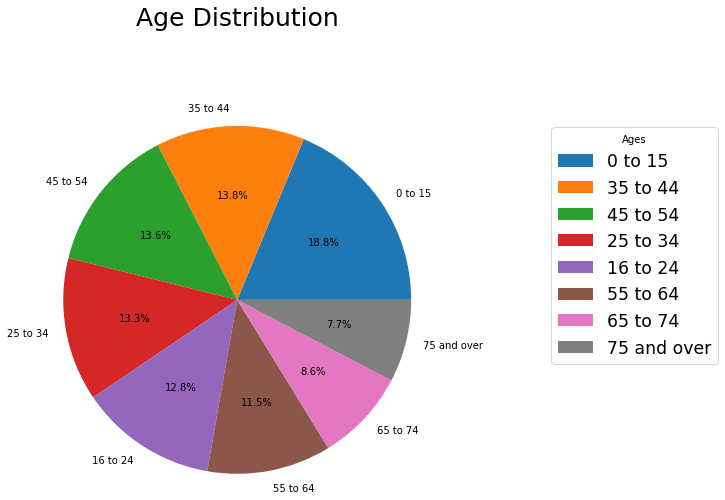 Age Distribution
35 to 44
45 to 54
0 to 15
13.8%
13.6%
18.8%
25 to 34
13.3%
7.7%
75 and over
8.6%
12.8%
11.5%
65 to 74
16 to 24
55 to 64
Ages
0 to 15
35 to 44
45 to 54
25 to 34
16 to 24
55 to 64
65 to 74
75 and over